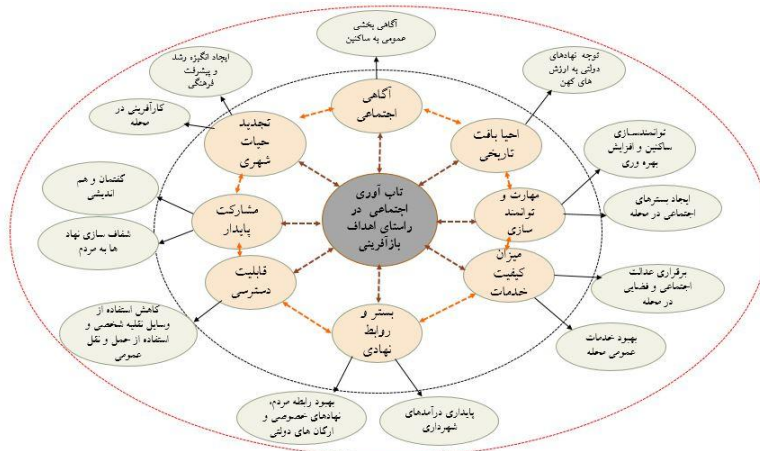 آگاهی بخشی
عمومی به ساکنین
ایجاد انگیزه رشد
و پیشرفت
فرهنگی
توجه نهادهای
دولتی به ارزش
های کهن
کارآفرینی در
محله
تجدید
حیات
شهری
آگاهی
اجتماعی
احیا بافت
تاریخی
توانمندسازی
ساکنین و افزایش
بهره وری
گفتمان و هم
اندیشی
مشارکت
پایدار
تاب آوری
اجتماعی در
راستای اهداف
بازآفرینی
مهارت و
توانمند
سازی
ایجاد بسترهای
اجتماعی در محله
شفاف سازی نهاد
ها به مردم
قابلیت
دسترسی
میزان
کیفیت
خدمات
برقراری عدالت
اجتماعی و فضایی
در محله
کاهش استفاده از
وسایل نقلیه شخصی و
استفاده از حمل و نقل
عمومی
بستر و
روابط
نهادی
بهبود خدمات
عمومی محله
بهبود رابطه مردم،
نهادهای خصوصی و
ارگان های دولتی
پایداری درآمدهای
شهرداری